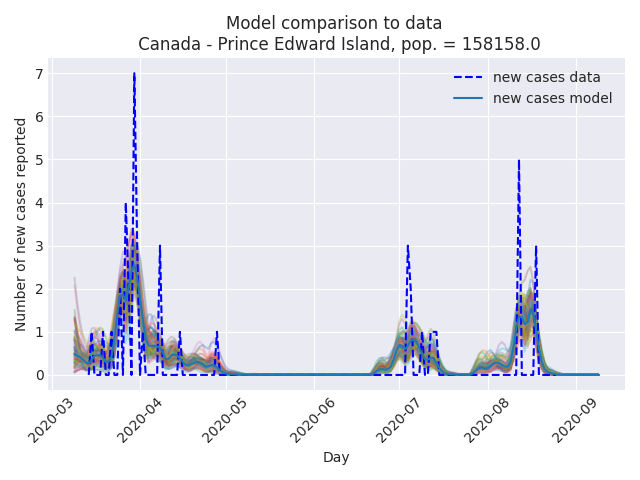 Model comparison to data
Canada - Prince Edward Island, pop. = 158158.0
new cases data
new cases model
Number of new cases reported
7
6
5
4
3
2
1
0
2020-03
2020-04
2020-05
2020-06
2020-07
2020-08
2020-09
Day